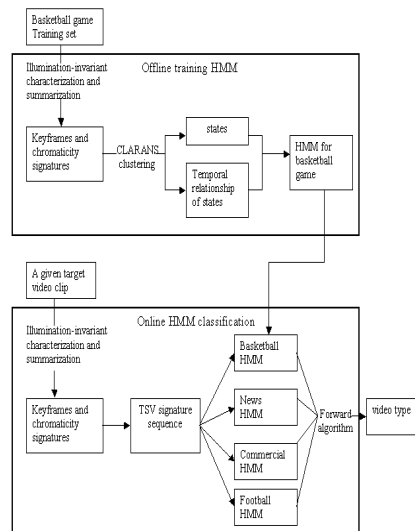 Basketball game
Training set
Offline training HMM
Illumination-invariant
characterization and
summarization
Keyframes and
chromaticity
signatures
CLARANS
clustering
states
Temporal
relationship
of states
HMM for
basketball
game
A given target
video clip
Online HMM classification
Illumination-invariant
characterization and
summarization
Keyframes and
chromaticity
signatures
TSV signature
sequence
Basketball
HMM
News
HMM
Commercial
HMM
Football
HMM
Forward
algorithm
video type